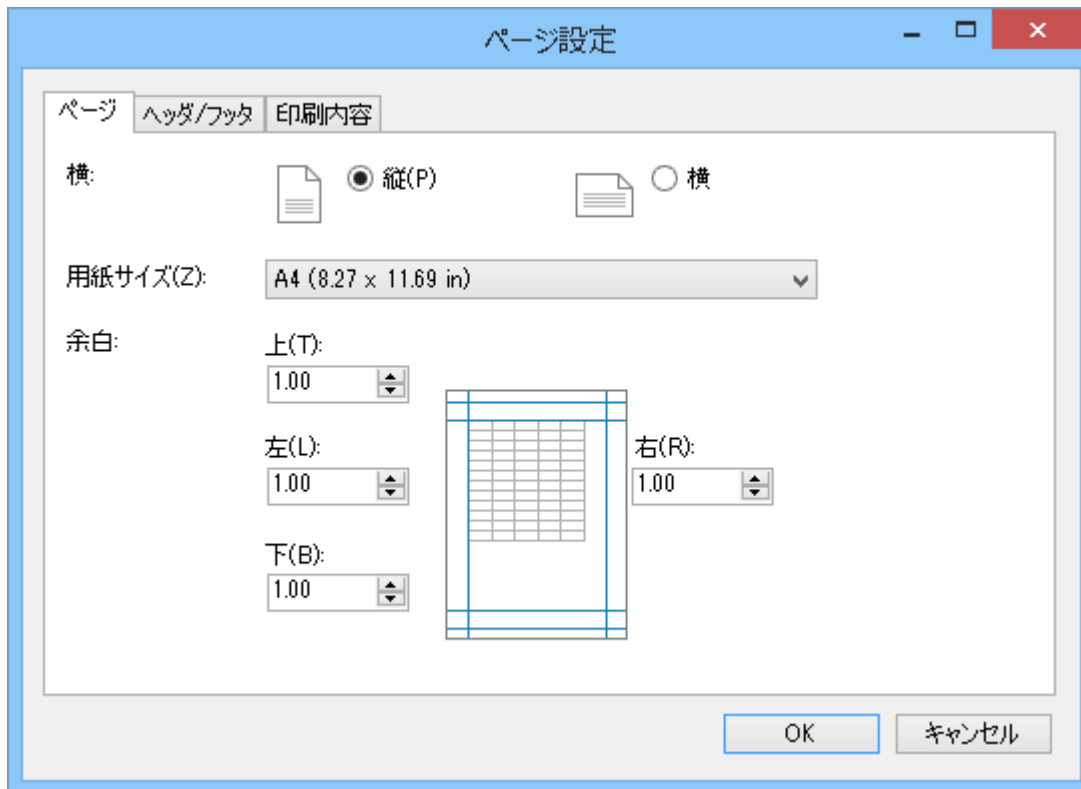 ページ設定
ページ ヘッダ/フッタ 印刷内容
横: 縦(P) 横
用紙サイズ(Z): A4 (8.27 x 11.69 in)
余白: 上(T):
1.00
左(L): 右(R):
1.00 1.00
下(B):
1.00
OK キャンセル